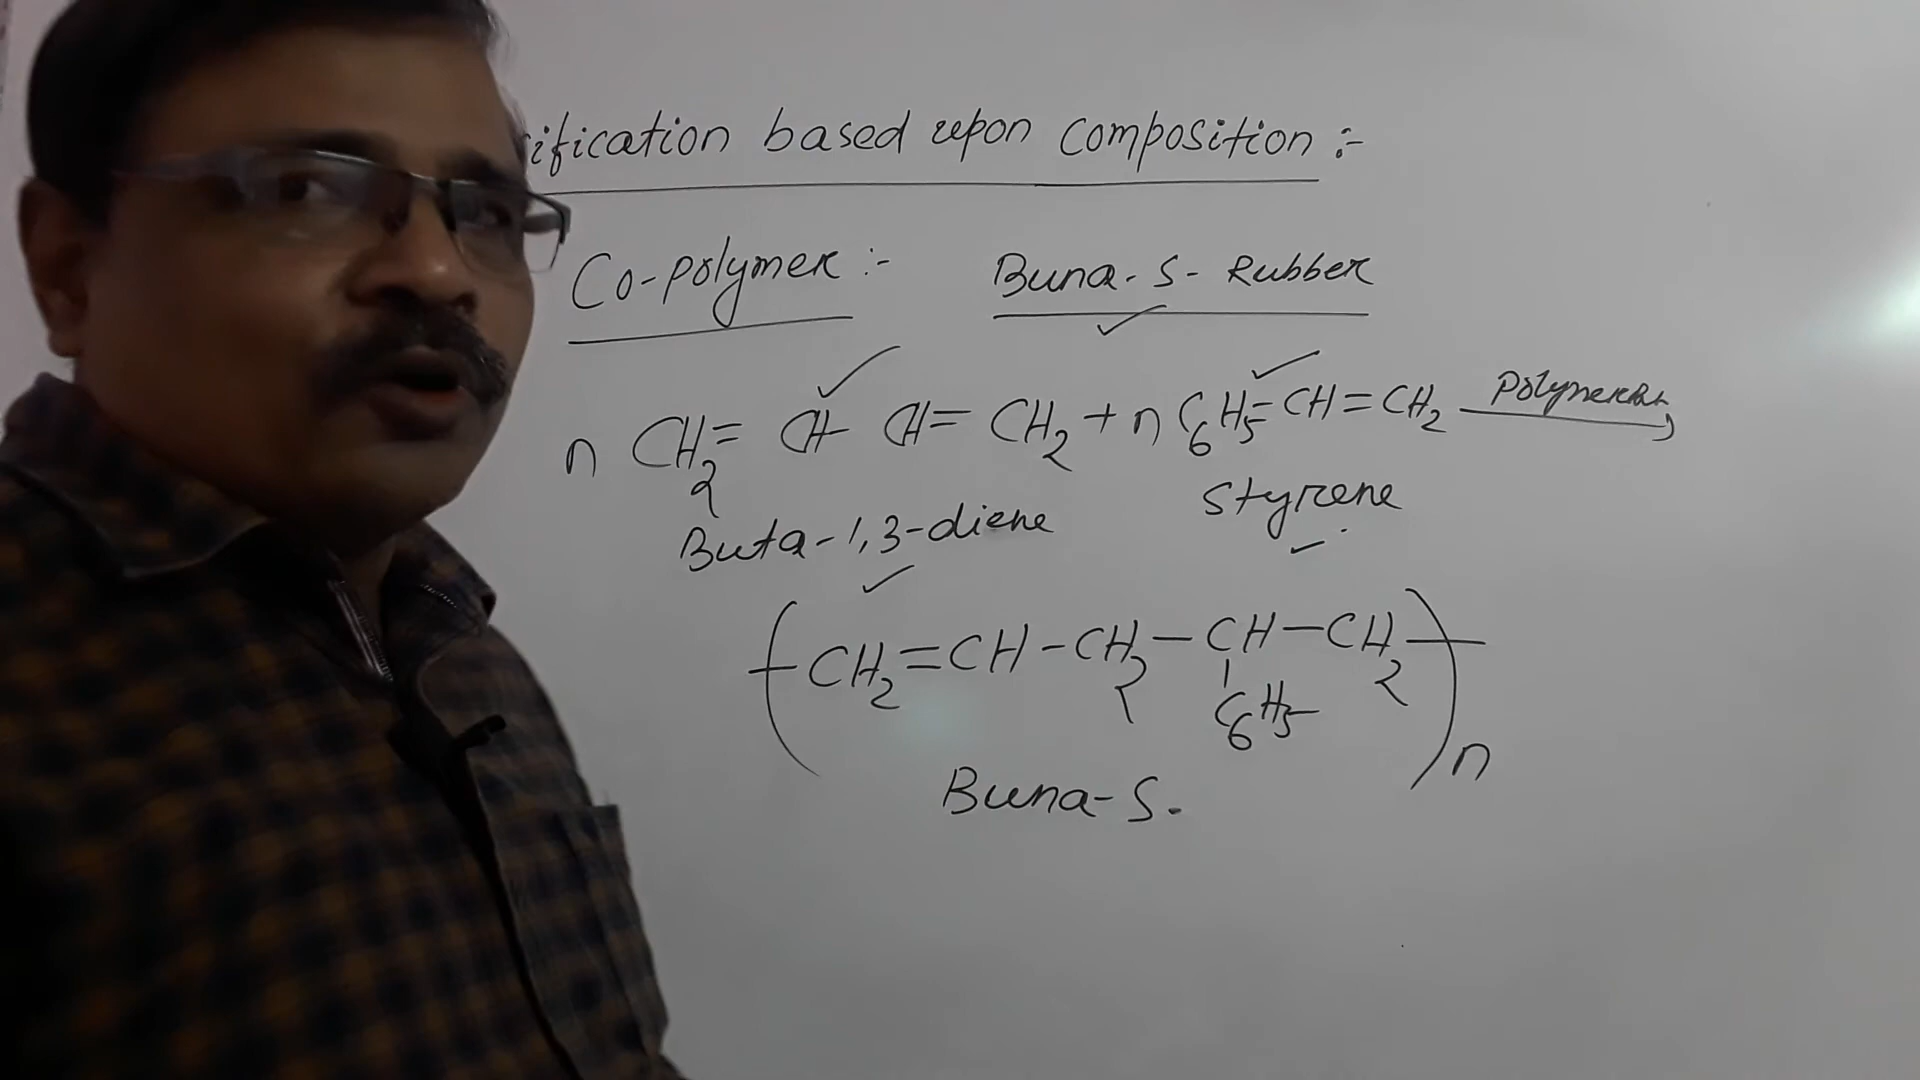 ification based upon composition :-
Co-polymer :- Buna-S-Rubber
n CH2= CH- CH= CH2 + n C6H5-CH=CH2
Buta-1,3-diene Styrene
(CH2=CH-CH2-CH-CH2)n
C6H5
Buna-S.